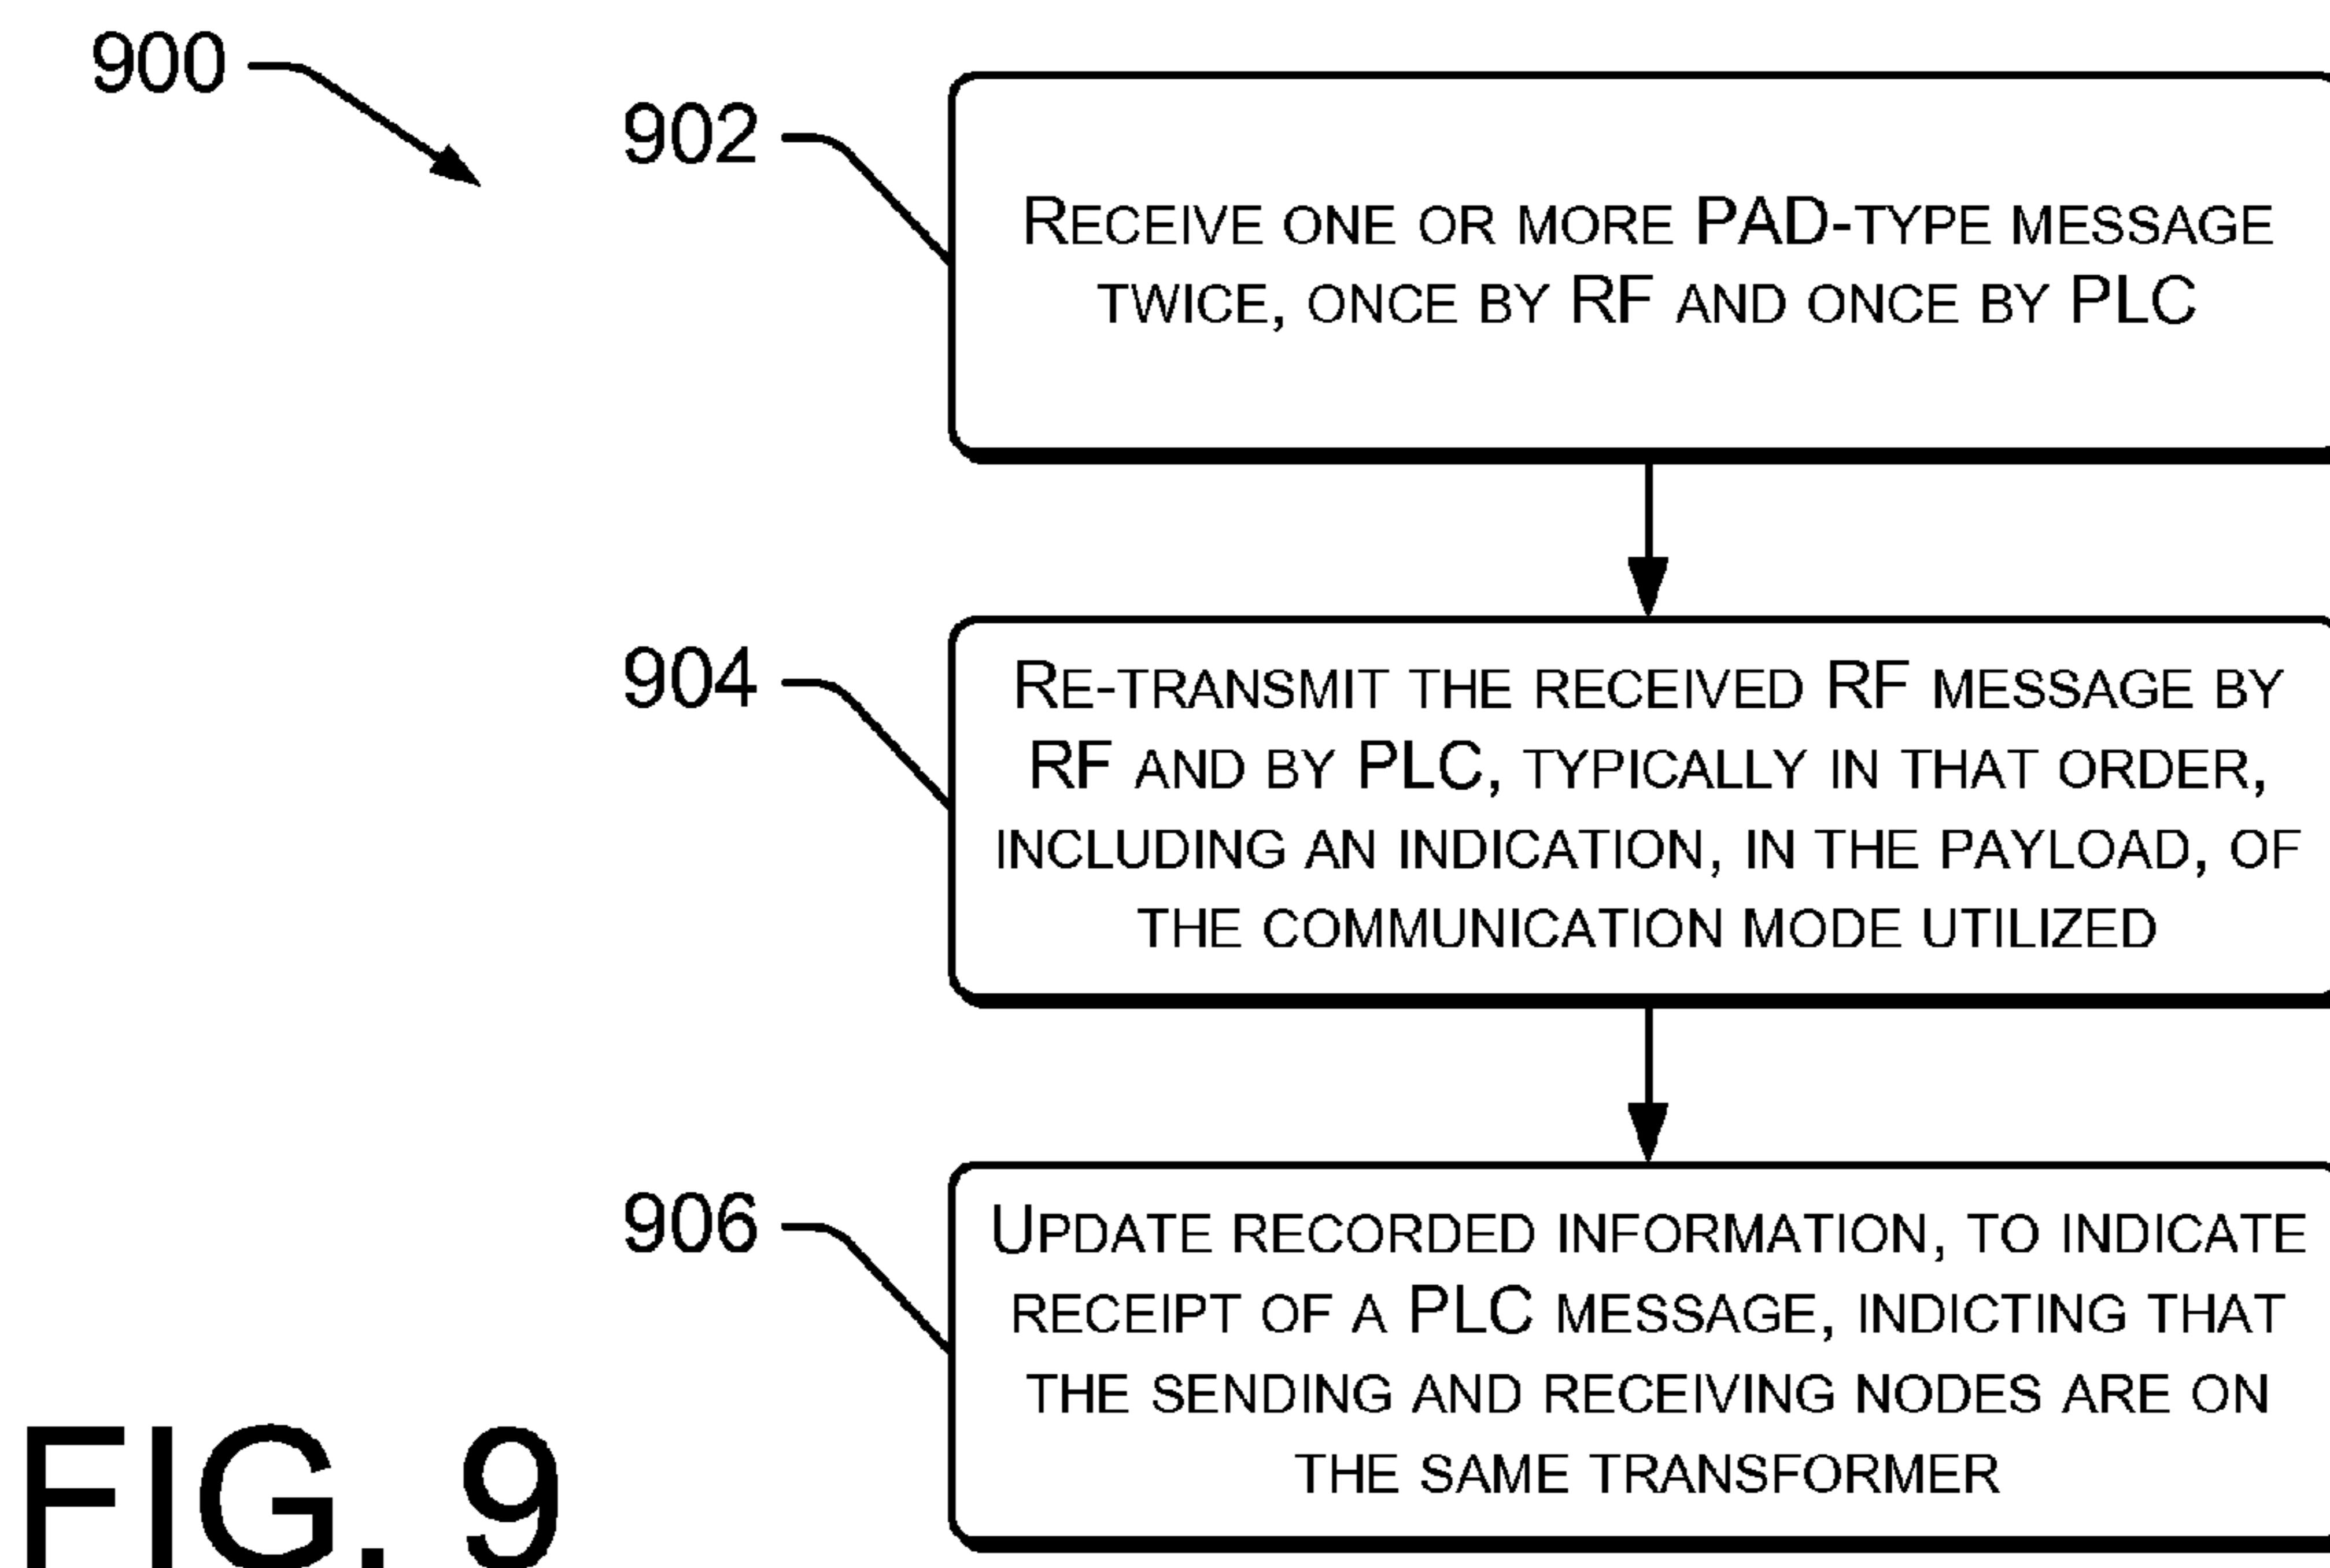 900
902
RECEIVE ONE OR MORE PAD-TYPE MESSAGE
TWICE, ONCE BY RF AND ONCE BY PLC
904
RE-TRANSMIT THE RECEIVED RF MESSAGE BY
RF AND BY PLC, TYPICALLY IN THAT ORDER,
INCLUDING AN INDICATION, IN THE PAYLOAD, OF
THE COMMUNICATION MODE UTILIZED
906
UPDATE RECORDED INFORMATION, TO INDICATE
RECEIPT OF A PLC MESSAGE, INDICTING THAT
THE SENDING AND RECEIVING NODES ARE ON
THE SAME TRANSFORMER
FIG. 9